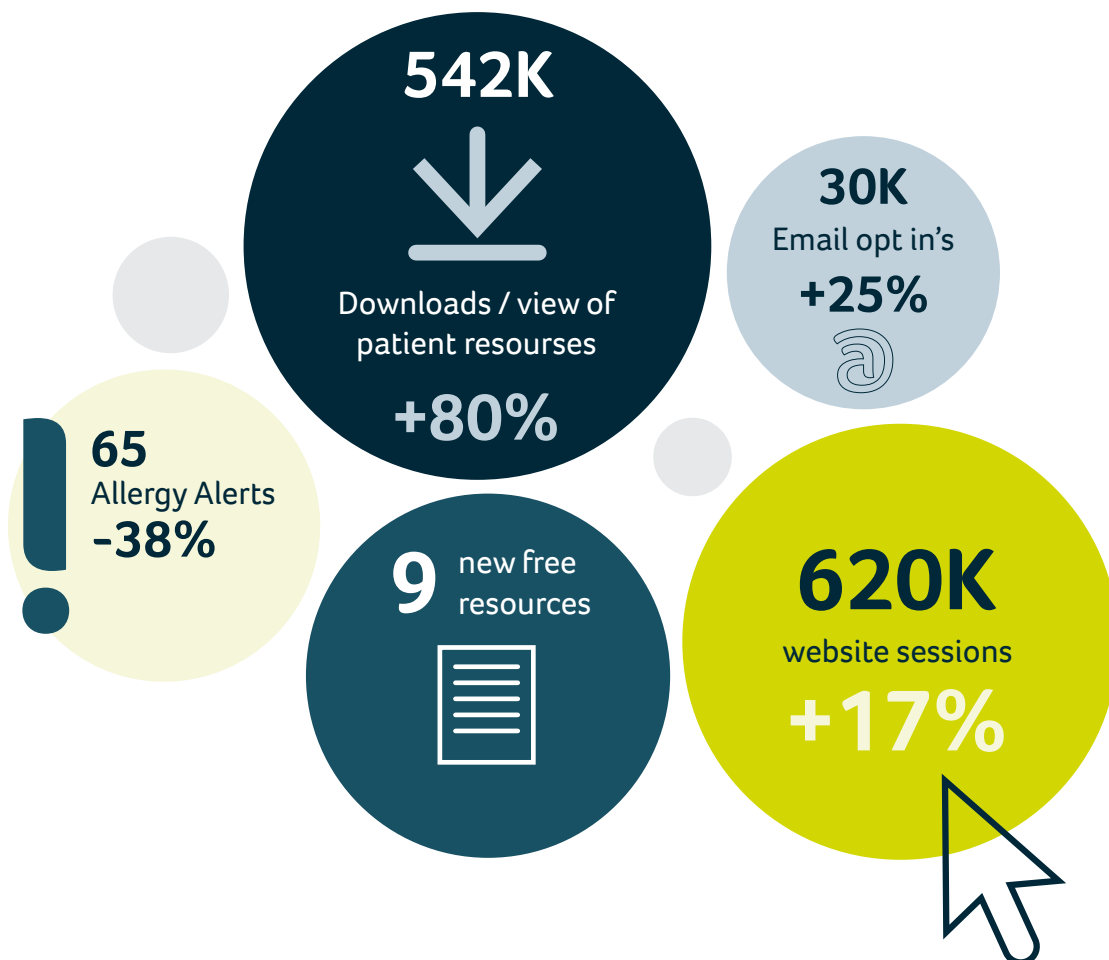 542K
Downloads / view of
patient resourses
+80%
30K
Email opt in’s
+25%
a
65
Allergy Alerts
-38%
9
new free
resources
620K
website sessions
+17%